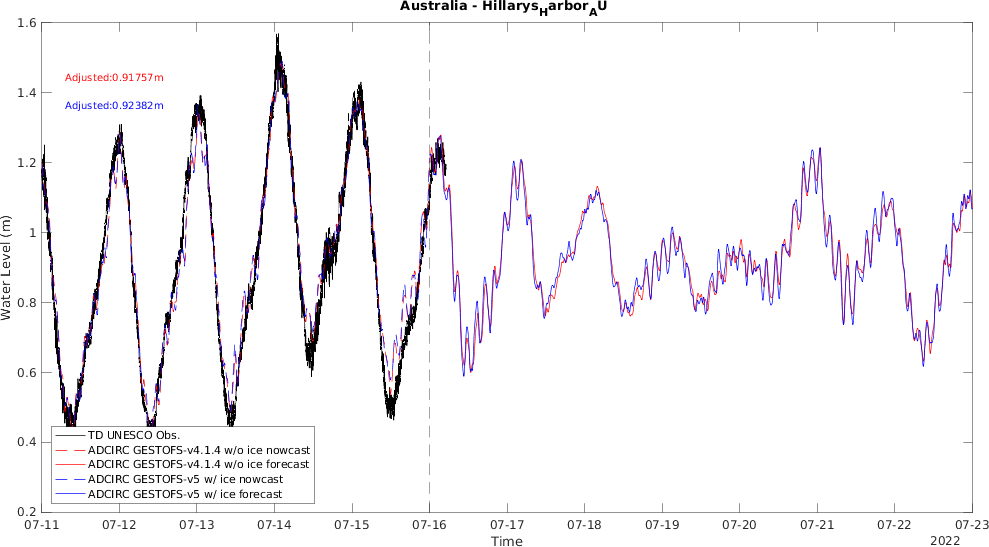 Australia - HillarysHarborAU
1.6
Adjusted:0.91757m
1.4
Adjusted:0.92382m
1.2
1
Water Level (m)
0.8
0.6
TD UNESCO Obs.
0.4
ADCIRC GESTOFS-v4.1.4 w/o ice nowcast
ADCIRC GESTOFS-v4.1.4 w/o ice forecast
ADCIRC GESTOFS-v5 w/ ice nowcast
ADCIRC GESTOFS-v5 w/ ice forecast
0.2
07-11 07-12 07-13 07-14 07-15 07-16 07-17 07-18 07-19 07-20 07-21 07-22 07-23
Time
2022